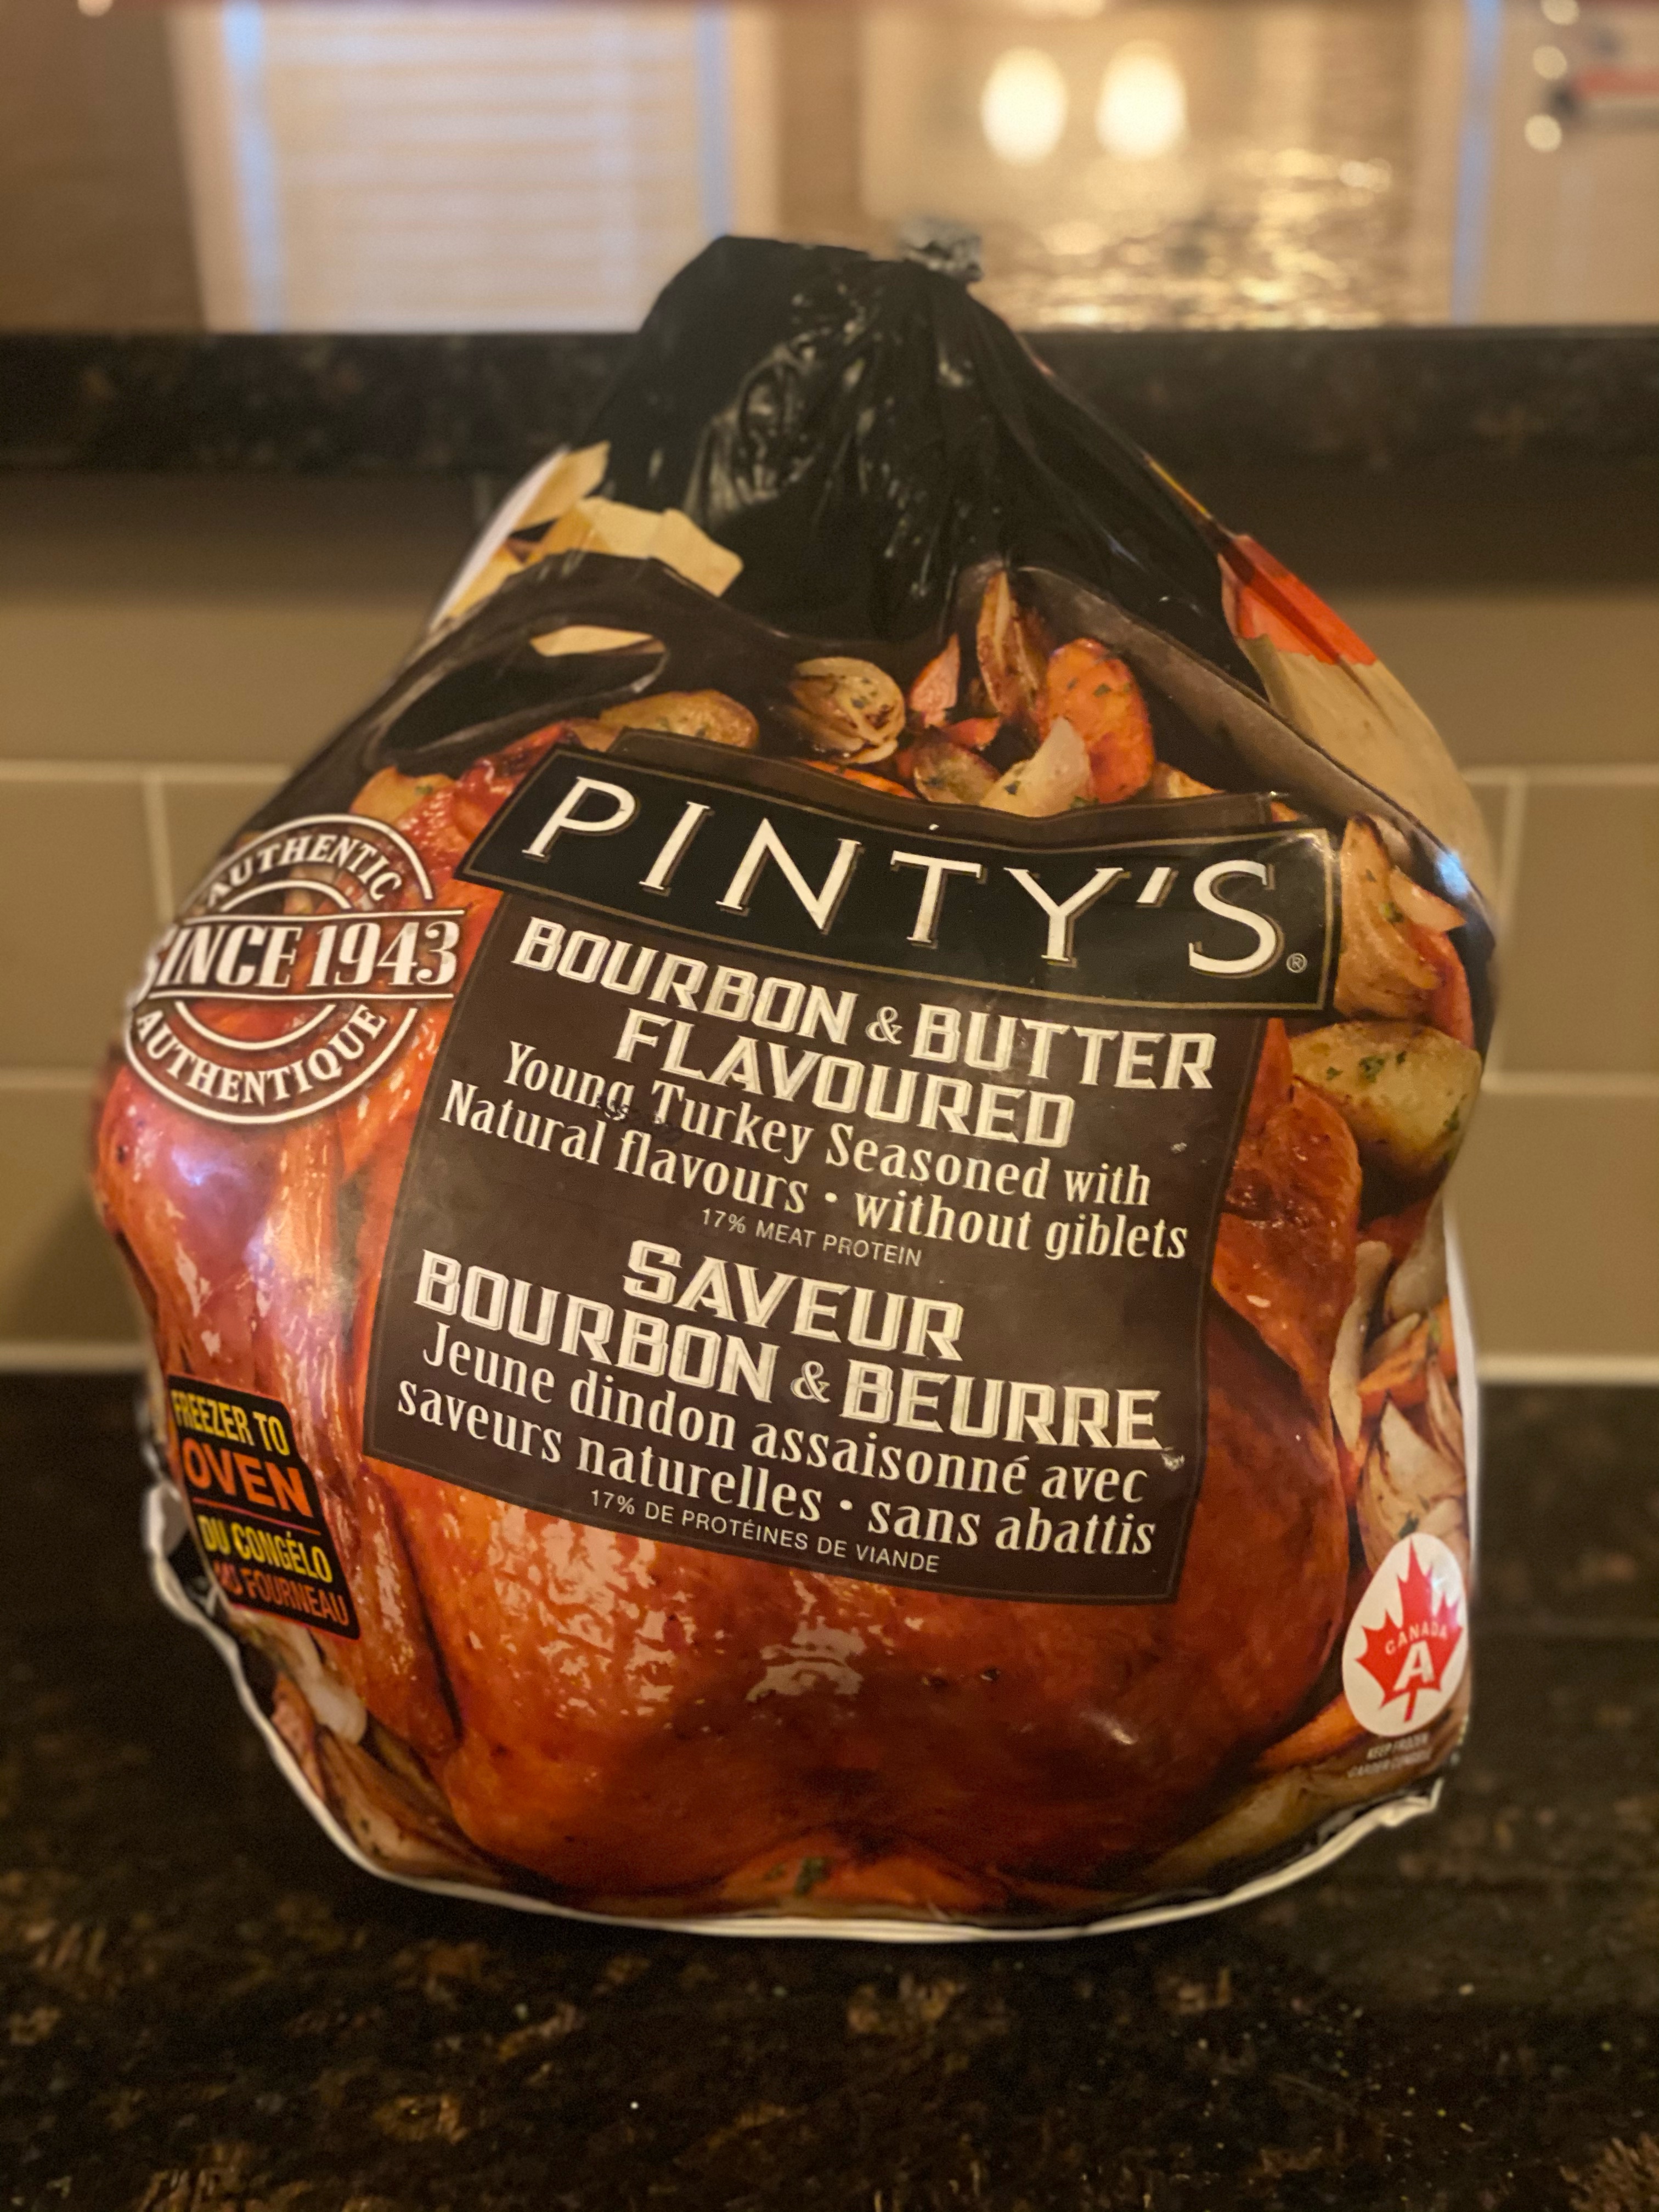 PINTY'S®
AUTHENTIC
SINCE 1943
AUTHENTIQUE
BOURBON & BUTTER
FLAVOURED
Young Turkey Seasoned with
Natural flavours • without giblets
17% MEAT PROTEIN
SAVEUR
BOURBON & BEURRE
Jeune dindon assaisonné avec
saveurs naturelles • sans abattis
17% DE PROTÉINES DE VIANDE
FREEZER TO
OVEN
DU CONGÉLO
AU FOURNEAU
CANADA
A
KEEP FROZEN